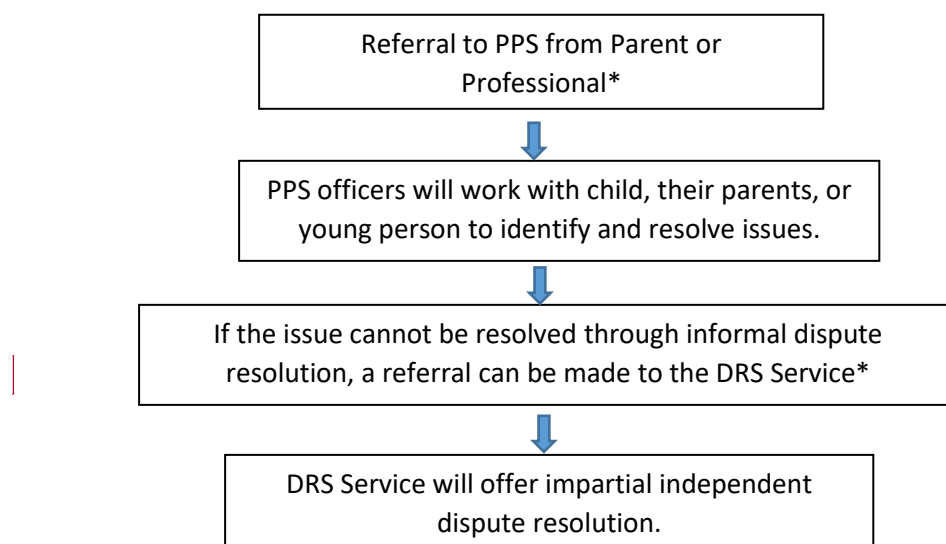 Referral to PPS from Parent or
Professional*
PPS officers will work with child, their parents, or
young person to identify and resolve issues.
If the issue cannot be resolved through informal dispute
resolution, a referral can be made to the DRS Service*
DRS Service will offer impartial independent
dispute resolution.